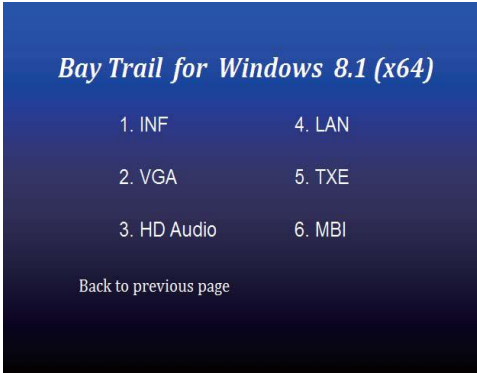 Bay Trail for Windows 8.1 (x64)
1. INF
2. VGA
3. HD Audio
4. LAN
5. TXE
6. MBI
Back to previous page